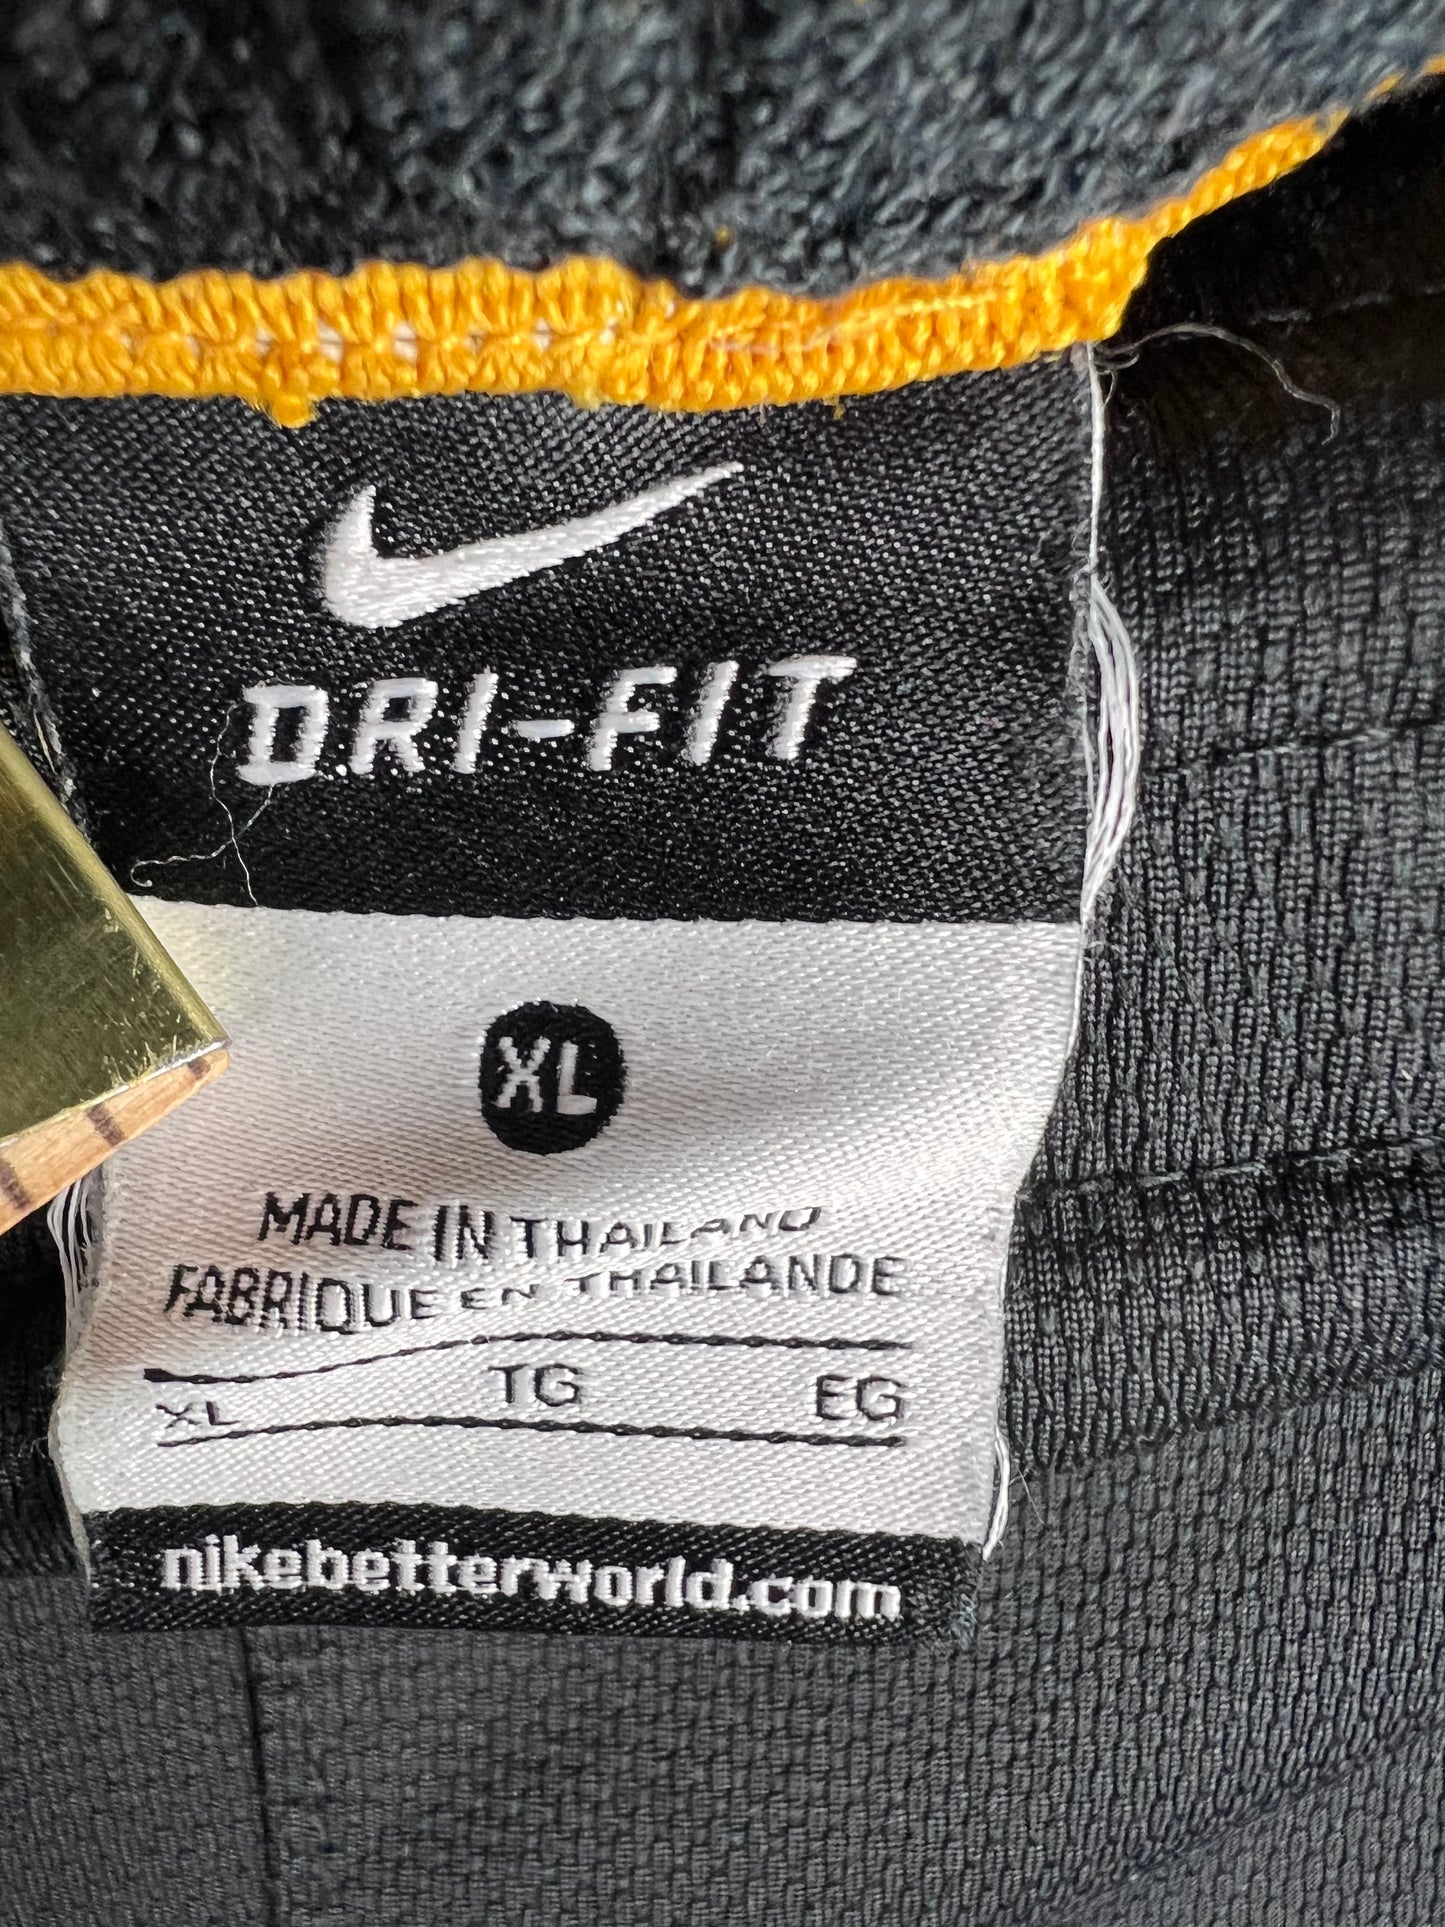 DRI-FIT
XL
MADE IN THAILAND
FABRIQUE EN THAILANDE
XL TG EG
nikebetterworld.com